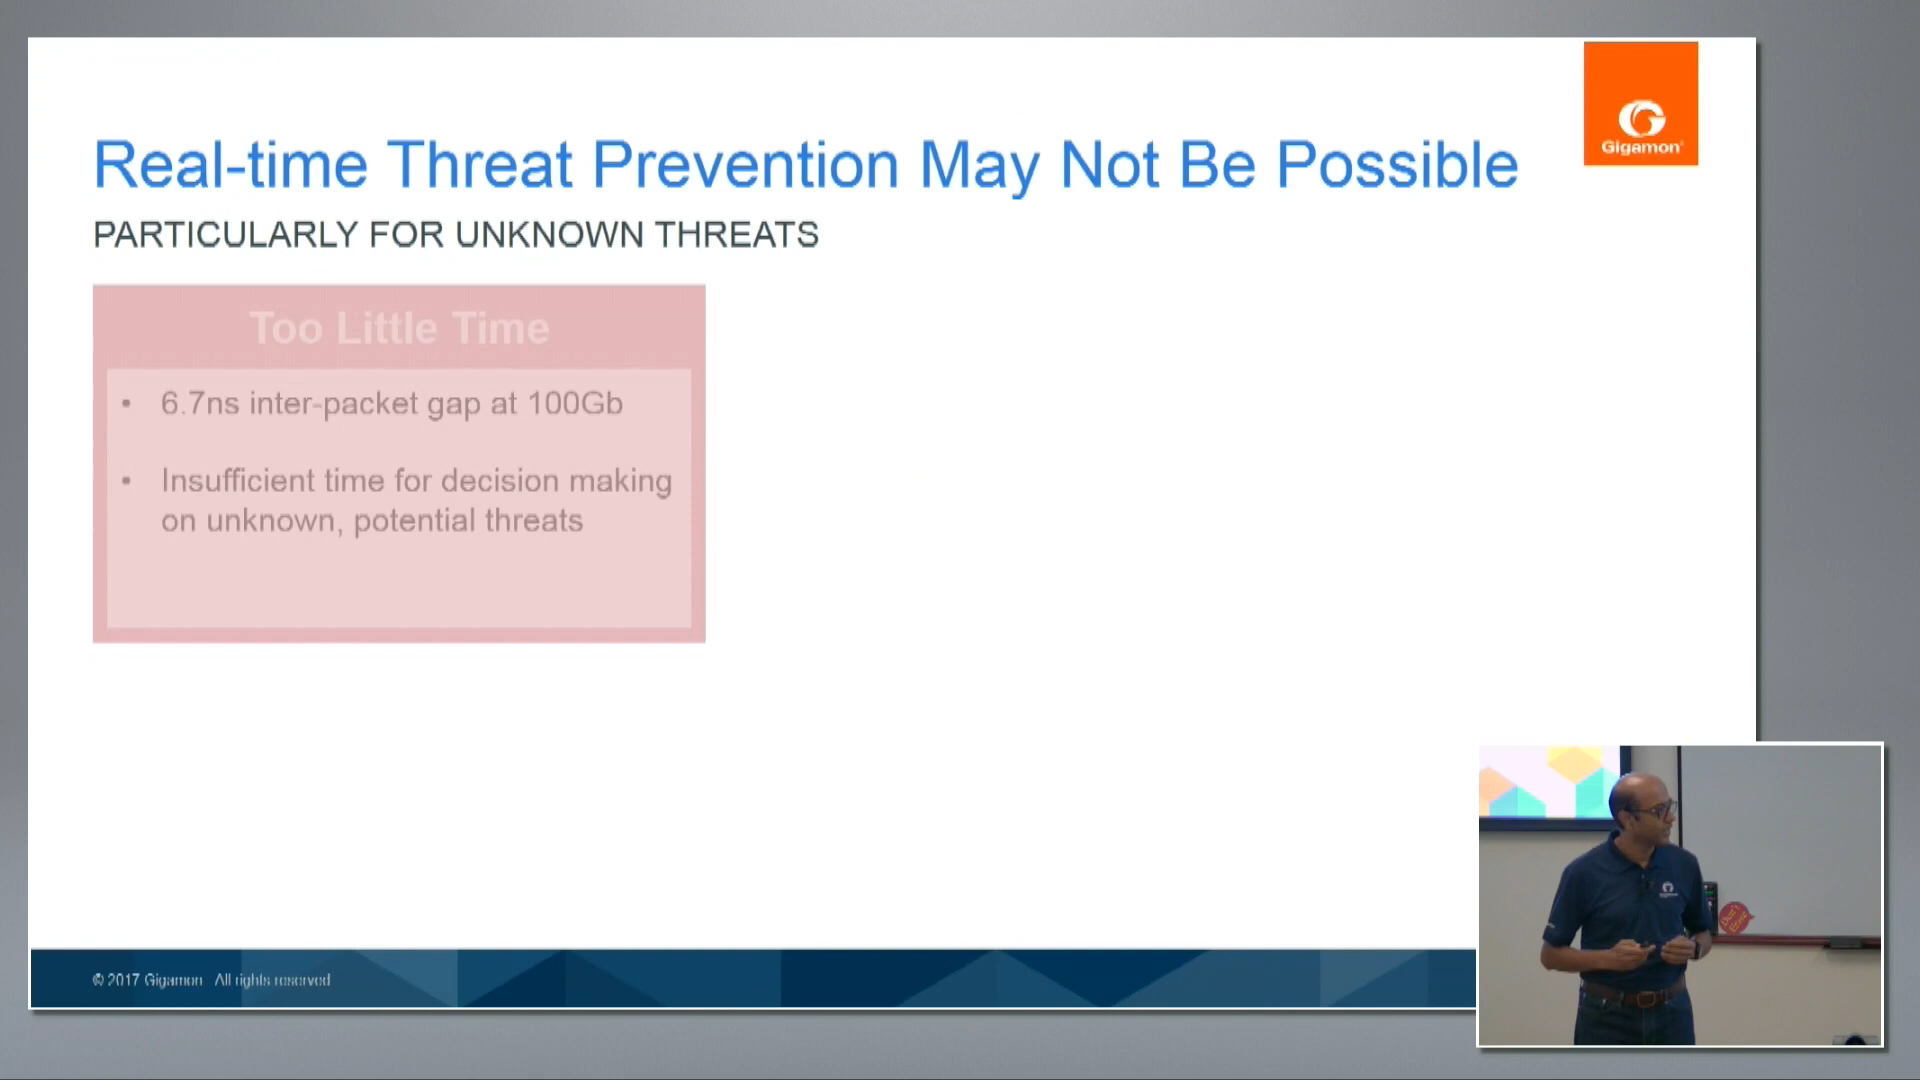 Gigamon
Real-time Threat Prevention May Not Be Possible
PARTICULARLY FOR UNKNOWN THREATS
Too Little Time
• 6.7ns inter-packet gap at 100Gb
• Insufficient time for decision making
on unknown, potential threats
© 2017 Gigamon All rights reserved